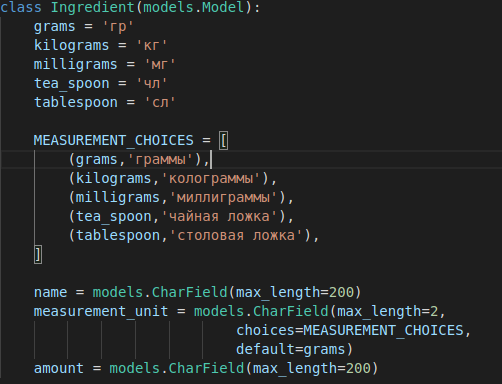 class Ingredient(models.Model):
    grams = 'гр'
    kilograms = 'кг'
    milligrams = 'мг'
    tea_spoon = 'чл'
    tablespoon = 'сл'

    MEASUREMENT_CHOICES = [
        (grams,'граммы'),
        (kilograms,'колограммы'),
        (milligrams,'миллиграммы'),
        (tea_spoon,'чайная ложка'),
        (tablespoon,'столовая ложка'),
    ]

    name = models.CharField(max_length=200)
    measurement_unit = models.CharField(max_length=2,
                            choices=MEASUREMENT_CHOICES,
                            default=grams)
    amount = models.CharField(max_length=200)